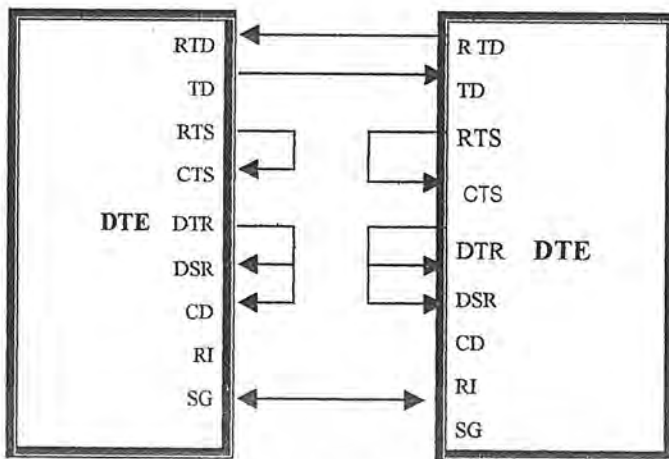 RTD
TD
RTS
CTS
DTE DTR
DSR
CD
RI
SG
R TD
TD
RTS
CTS
DTR DTE
DSR
CD
RI
SG